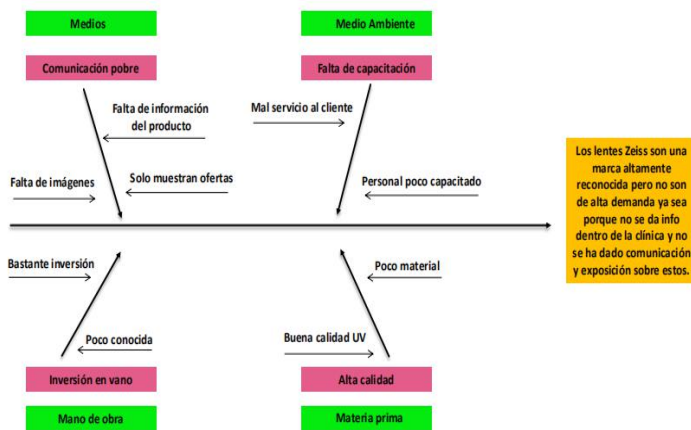 Medios
Medio Ambiente
Comunicación pobre
Falta de capacitación
Falta de información
del producto
Mal servicio al cliente
Falta de imágenes
Solo muestran ofertas
Personal poco capacitado
Los lentes Zeiss son una
marca altamente
reconocida pero no son
de alta demanda ya sea
porque no se da info
dentro de la clínica y no
se ha dado comunicación
y exposición sobre estos.
Bastante inversión
Poco material
Poco conocida
Buena calidad UV
Inversión en vano
Alta calidad
Mano de obra
Materia prima